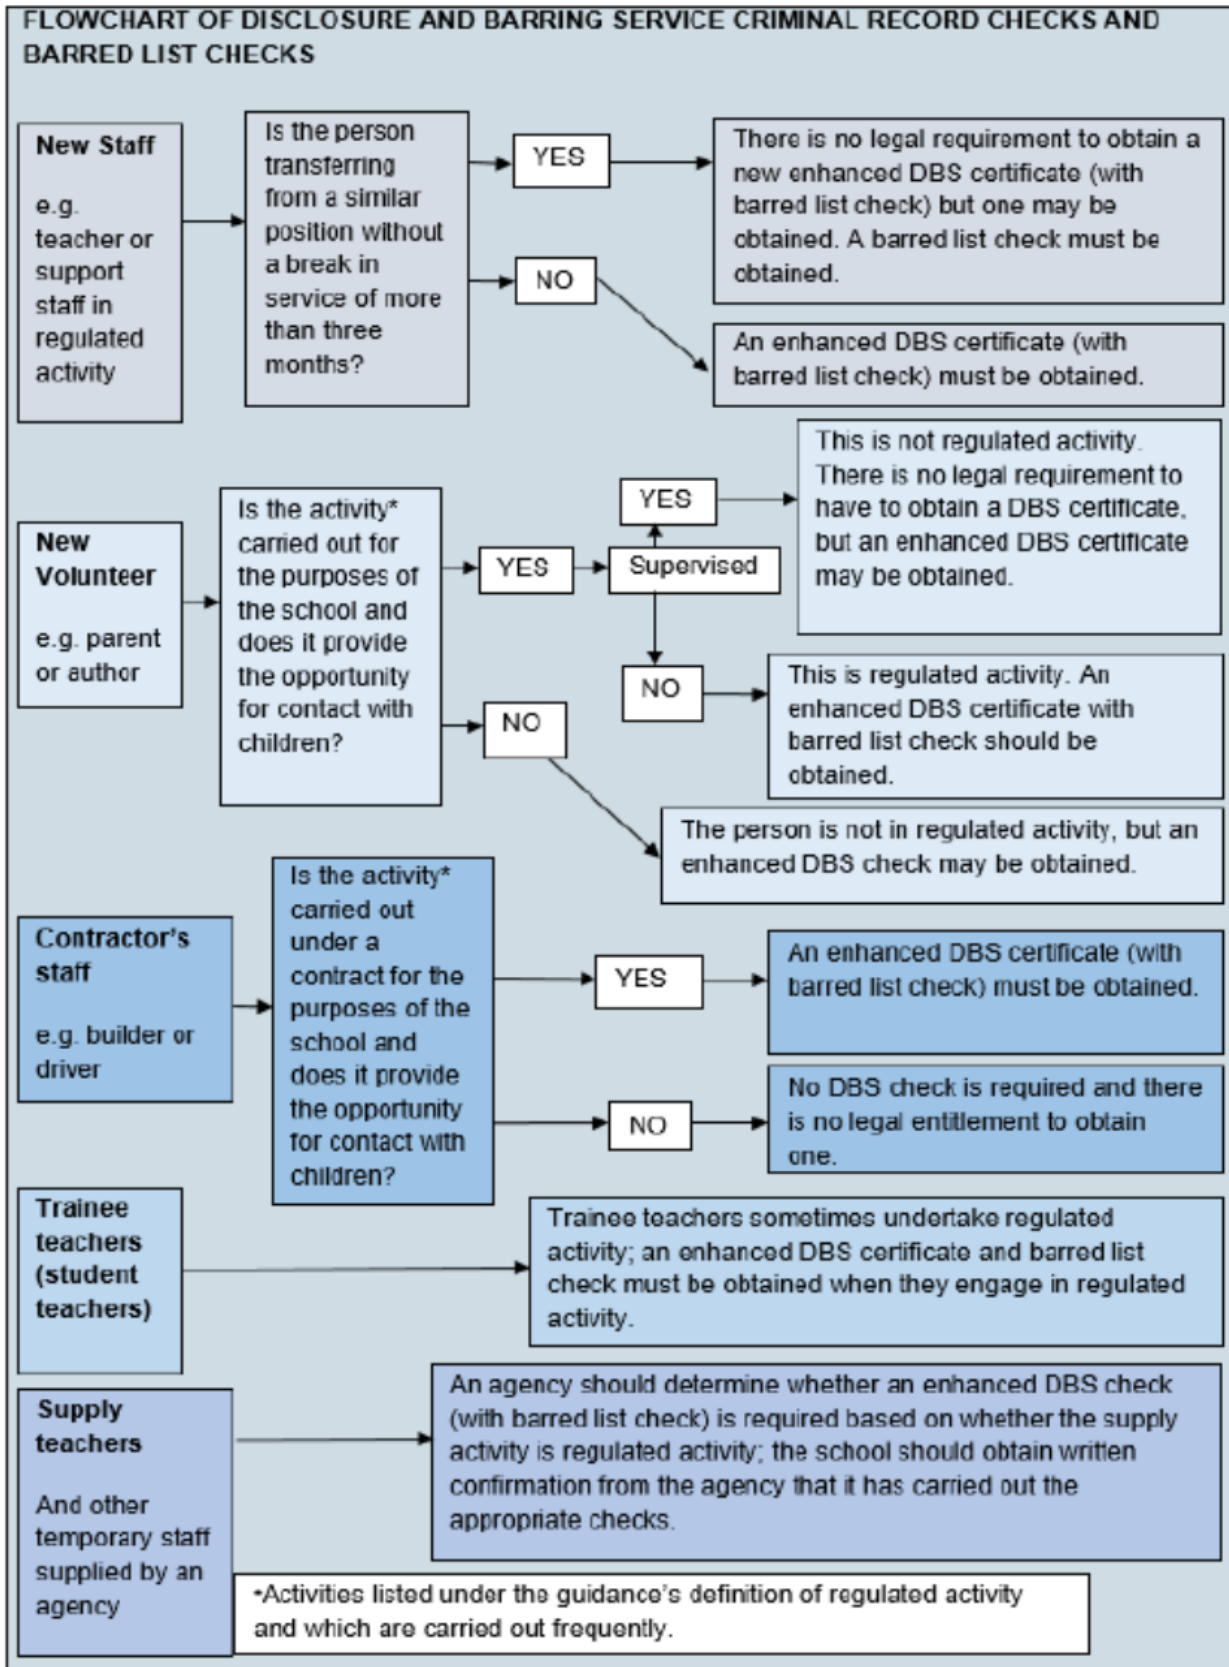 FLOWCHART OF DISCLOSURE AND BARRING SERVICE CRIMINAL RECORD CHECKS AND
BARRED LIST CHECKS
New Staff
e.g.
teacher or
support
staff in
regulated
activity
Is the person
transferring
from a similar
position without
a break in
service of more
than three
months?
YES
There is no legal requirement to obtain a
new enhanced DBS certificate (with
barred list check) but one may be
obtained. A barred list check must be
obtained.
NO
An enhanced DBS certificate (with
barred list check) must be obtained.
New
Volunteer
e.g. parent
or author
Is the activity*
carried out for
the purposes of
the school and
does it provide
the opportunity
for contact with
children?
YES
Supervised
YES
This is not regulated activity.
There is no legal requirement to
have to obtain a DBS certificate,
but an enhanced DBS certificate
may be obtained.
NO
This is regulated activity. An
enhanced DBS certificate with
barred list check should be
obtained.
NO
The person is not in regulated activity, but an
enhanced DBS check may be obtained.
Contractor's
staff
e.g. builder or
driver
Is the activity*
carried out
under a
contract for the
purposes of the
school and
does it provide
the opportunity
for contact with
children?
YES
An enhanced DBS certificate (with
barred list check) must be obtained.
NO
No DBS check is required and there
is no legal entitlement to obtain
one.
Trainee
teachers
(student
teachers)
Trainee teachers sometimes undertake regulated
activity; an enhanced DBS certificate and barred list
check must be obtained when they engage in regulated
activity.
Supply
teachers
And other
temporary staff
supplied by an
agency
An agency should determine whether an enhanced DBS check
(with barred list check) is required based on whether the supply
activity is regulated activity; the school should obtain written
confirmation from the agency that it has carried out the
appropriate checks.
*Activities listed under the guidance's definition of regulated activity
and which are carried out frequently.